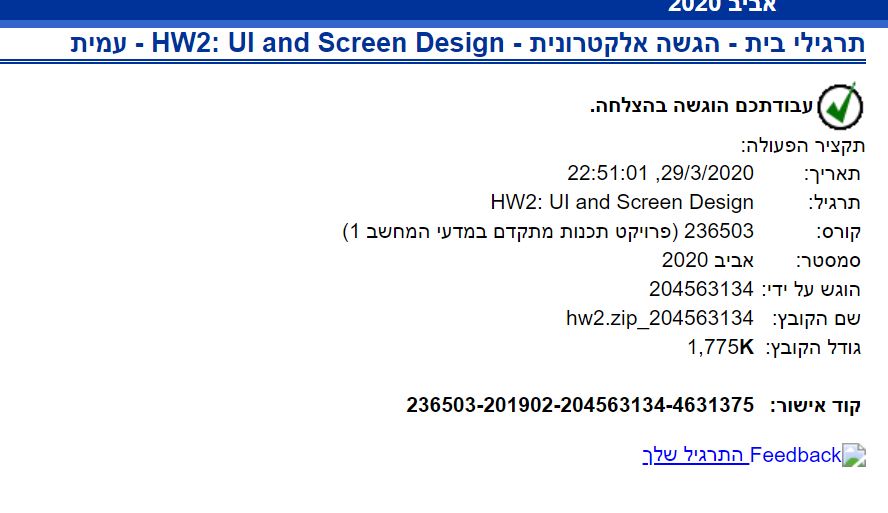 אביב 2020
תרגילי בית - הגשה אלקטרונית - HW2: UI and Screen Design - עמית
עבודתכם הוגשה בהצלחה.
תקציר הפעולה:
תאריך: 29/3/2020, 22:51:01
תרגיל: HW2: UI and Screen Design
קורס: 236503 (פרויקט תכנות מתקדם במדעי המחשב 1)
סמסטר: אביב 2020
הוגש על ידי: 204563134
שם הקובץ: hw2.zip_204563134
גודל הקובץ: 1,775K
קוד אישור: 236503-201902-204563134-4631375
Feedback התרגיל שלך